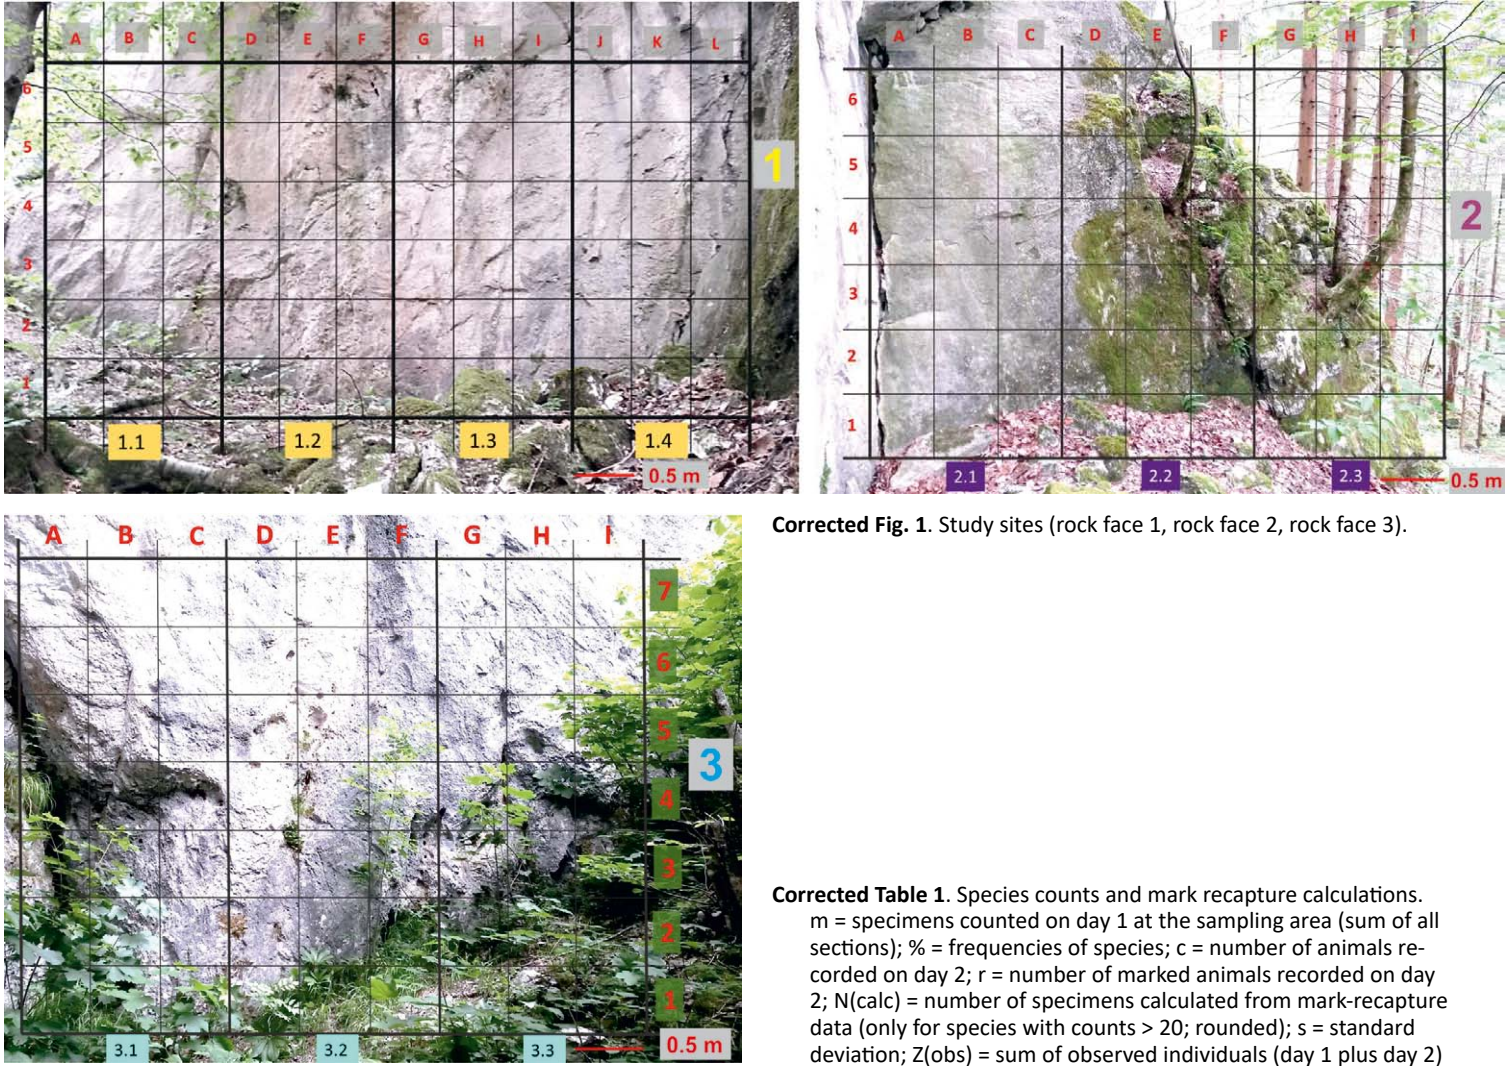 A B C D E F G H I J K L
6
5
4
3
2
1
1
1.1 1.2 1.3 1.4
0.5 m
A B C D E F G H I
6
5
4
3
2
1
2
2.1 2.2 2.3
0.5 m
A B C D E F G H I
7
6
5
4
3
2
1
3
3.1 3.2 3.3
0.5 m
Corrected Fig. 1. Study sites (rock face 1, rock face 2, rock face 3).
Corrected Table 1. Species counts and mark recapture calculations.
m = specimens counted on day 1 at the sampling area (sum of all
sections); % = frequencies of species; c = number of animals re-
corded on day 2; r = number of marked animals recorded on day
2; N(calc) = number of specimens calculated from mark-recapture
data (only for species with counts > 20; rounded); s = standard
deviation; Z(obs) = sum of observed individuals (day 1 plus day 2)